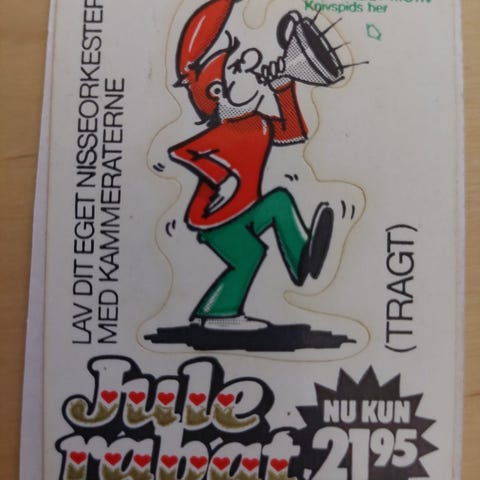 Knivspids her
LAV DIT EGET NISSEORKESTER
MED KAMMERATERNE
(TRAGT)
Jule
rabat
NU KUN
21 95